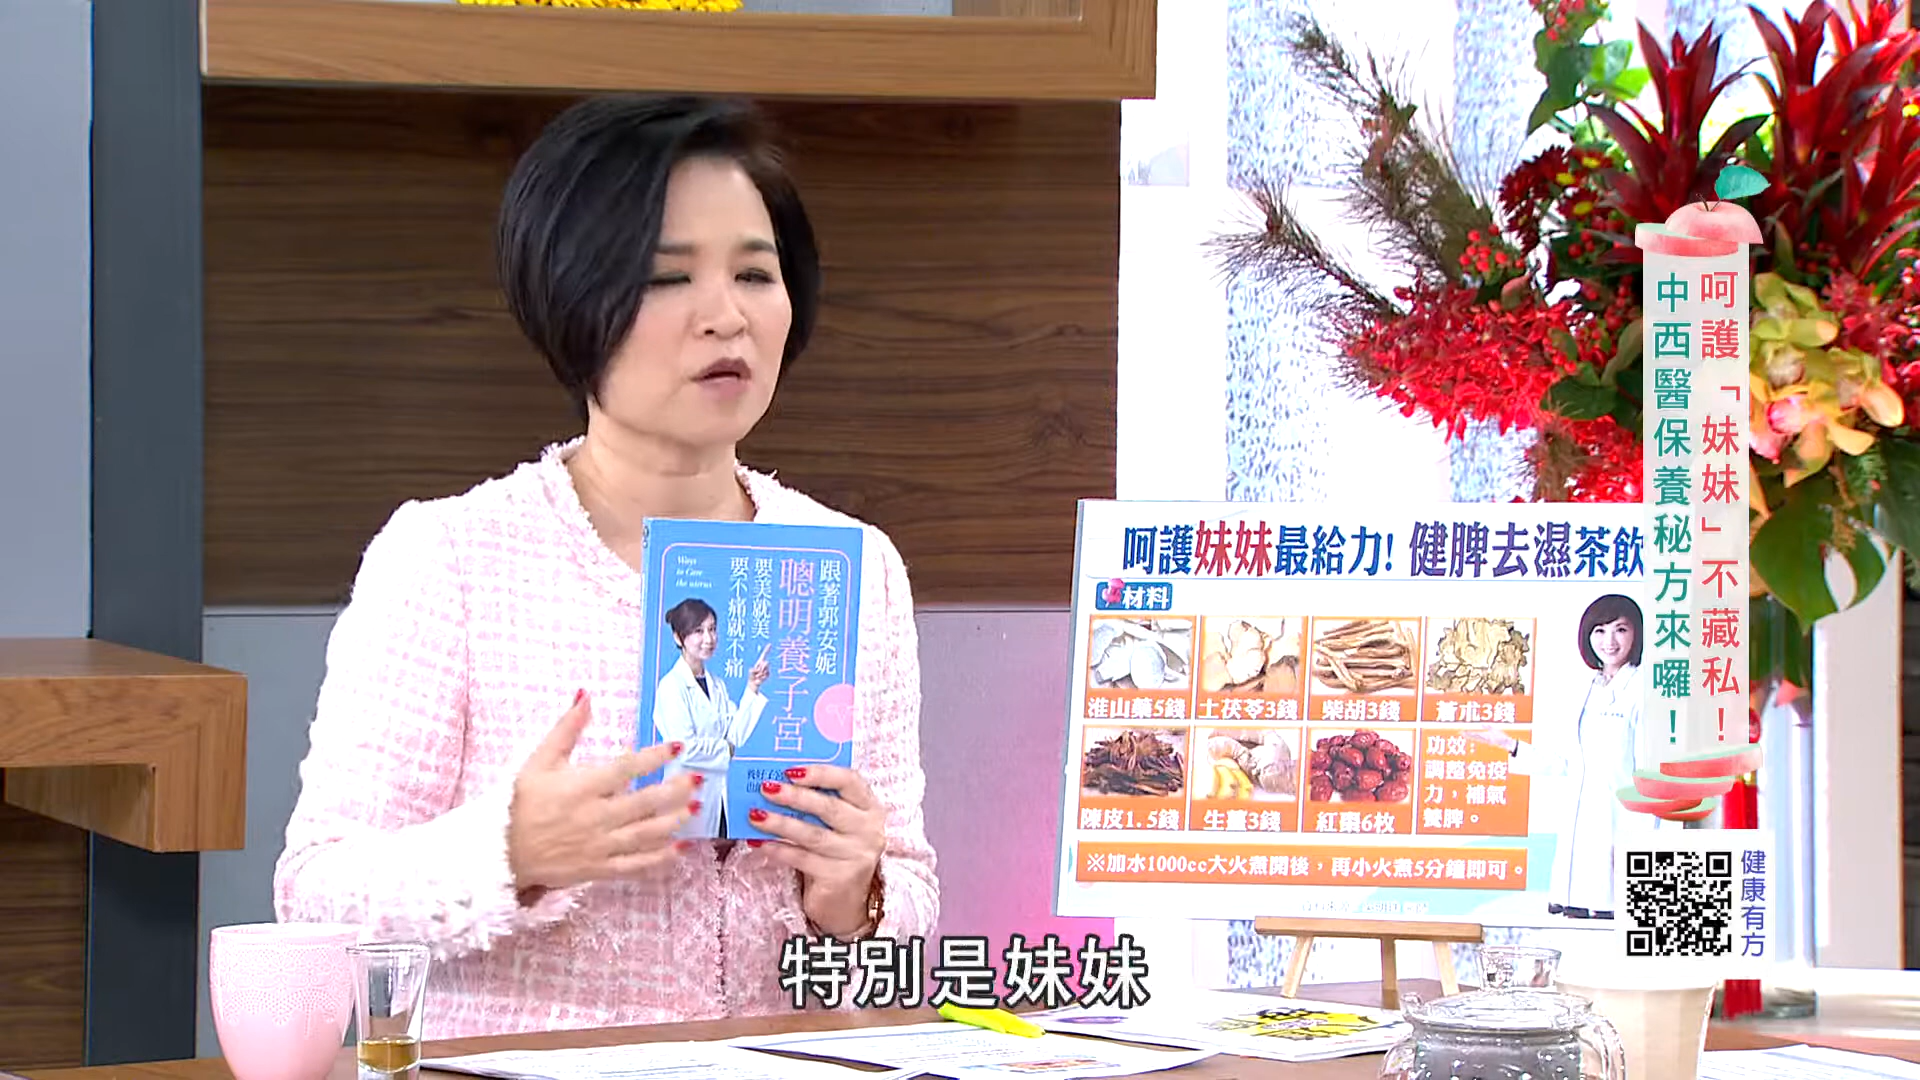 呵護「妹妹」不藏私！
中西醫保養秘方來囉！
Ways
to Care
the uterus
跟著郭安妮
聰明養子宮
要美就美
要不痛就不痛
呵護妹妹最給力！健脾去濕茶飲
材料
淮山藥5錢
土茯苓3錢
柴胡3錢
蒼朮3錢
陳皮1.5錢
生薑3錢
紅棗6枚
功效：
調整免疫
力，補氣
養脾。
※加水1000cc大火煮開後，再小火煮5分鐘即可。
健康有方
特別是妹妹